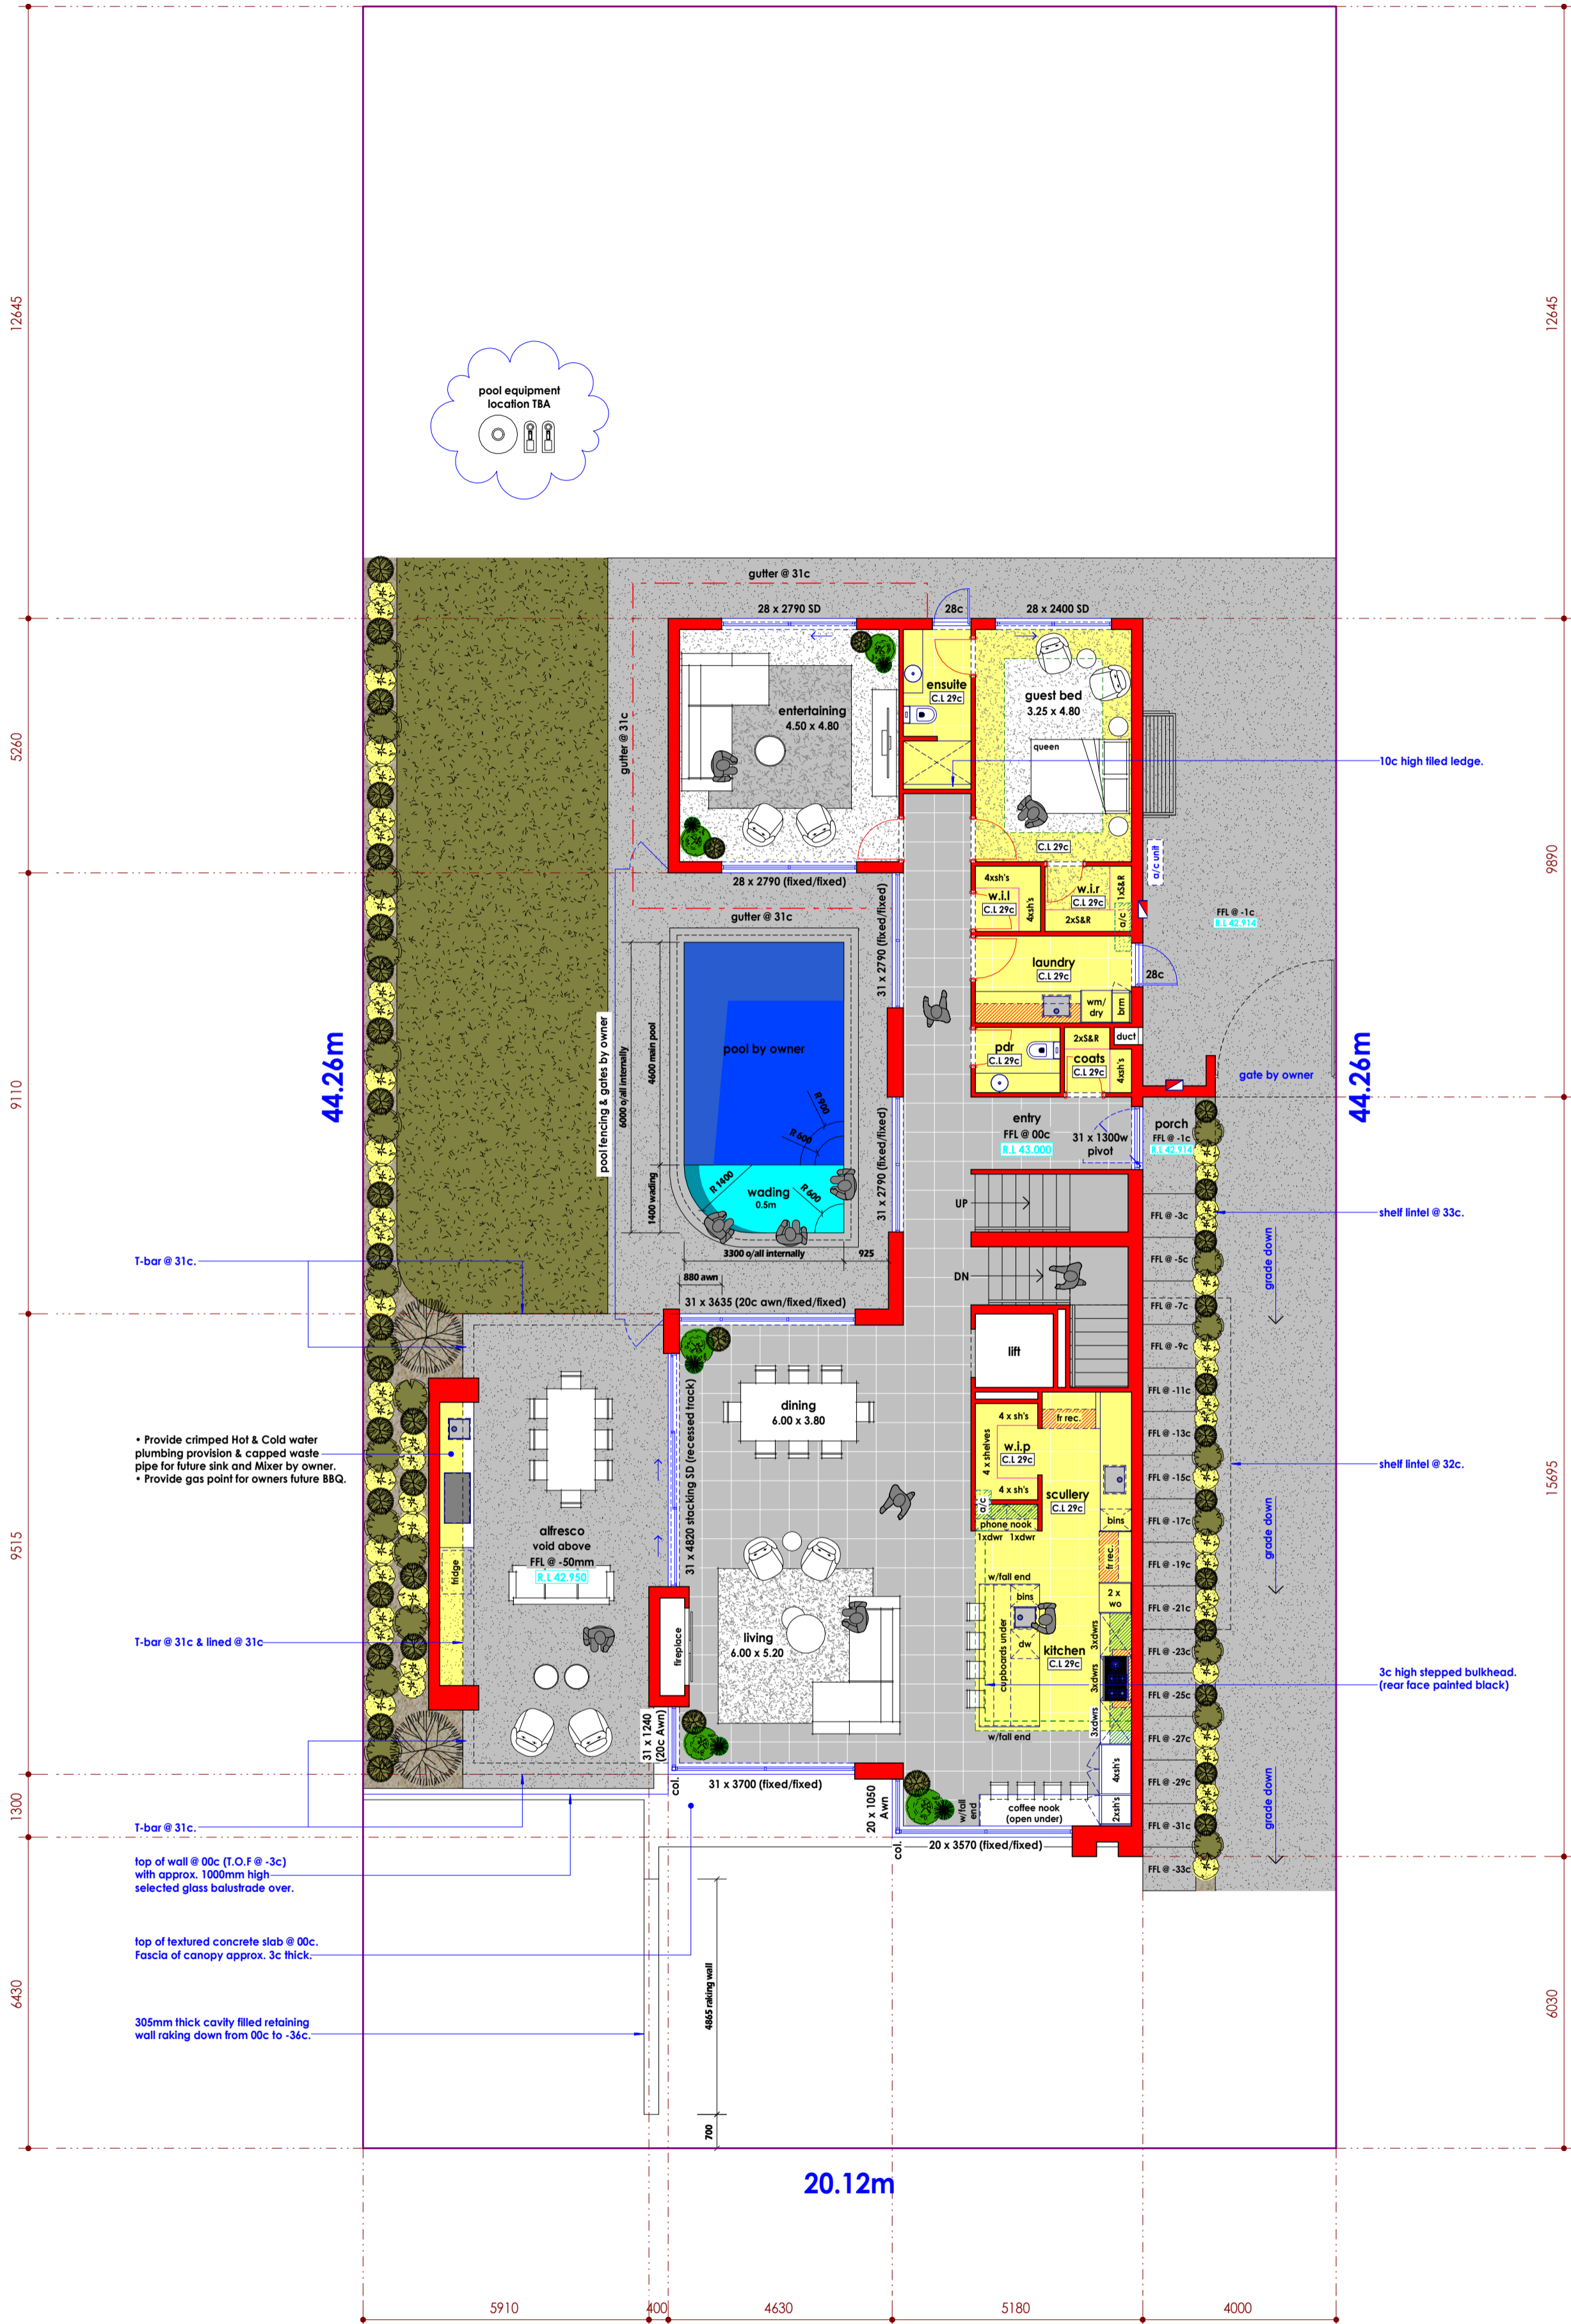 12645
12645
pool equipment
location TBA
gutter @ 31c
28 x 2790 SD
28c
28 x 2400 SD
5260
9890
gutter @ 31c
entertaining
4.50 x 4.80
ensuite
C.L 29c
guest bed
3.25 x 4.80
queen
C.L 29c
10c high tiled ledge.
a/c unit
28 x 2790 (fixed/fixed)
gutter @ 31c
31 x 2790 (fixed/fixed)
4xsh's
w.i.l
C.L 29c
4xsh's
w.i.r
C.L 29c
2xS&R
1xS&R
a/c
FFL @ -1c
R.L 42.914
laundry
C.L 29c
28c
wm/
dry
brm
44.26m
44.26m
9110
pool fencing & gates by owner
6000 o/all internally
4600 main pool
1400 wading
pool by owner
R 900
R 600
R 1400
R 600
wading
0.5m
3300 o/all internally
925
880 awn
31 x 3635 (20c awn/fixed/fixed)
31 x 2790 (fixed/fixed)
pdr
C.L 29c
2xS&R
coats
C.L 29c
4xsh's
duct
gate by owner
entry
FFL @ 00c
R.L 43.000
31 x 1300w
pivot
porch
FFL @ -1c
R.L 42.914
UP
DN
lift
FFL @ -3c
FFL @ -5c
FFL @ -7c
FFL @ -9c
FFL @ -11c
FFL @ -13c
FFL @ -15c
FFL @ -17c
FFL @ -19c
FFL @ -21c
FFL @ -23c
FFL @ -25c
FFL @ -27c
FFL @ -29c
FFL @ -31c
FFL @ -33c
grade down
grade down
grade down
shelf lintel @ 33c.
shelf lintel @ 32c.
15695
T-bar @ 31c.
• Provide crimped Hot & Cold water
plumbing provision & capped waste
pipe for future sink and Mixer by owner.
• Provide gas point for owners future BBQ.
9515
alfresco
void above
FFL @ -50mm
R.L 42.950
fridge
T-bar @ 31c & lined @ 31c
31 x 4820 stacking SD (recessed track)
dining
6.00 x 3.80
living
6.00 x 5.20
fireplace
4 x sh's
4 x shelves
w.i.p
C.L 29c
4 x sh's
fr rec.
a/c
phone nook
1xdwr 1xdwr
scullery
C.L 29c
bins
fr rec.
2 x
wo
w/fall end
bins
dw
cupboards under
kitchen
C.L 29c
3xdwrs
3xdwrs
3xdwrs
w/fall end
3c high stepped bulkhead.
(rear face painted black)
31 x 1240
(20c Awn)
col.
31 x 3700 (fixed/fixed)
20 x 1050
Awn
w/fall
end
coffee nook
(open under)
4xsh's
2xsh's
col.
20 x 3570 (fixed/fixed)
1300
T-bar @ 31c.
top of wall @ 00c (T.O.F @ -3c)
with approx. 1000mm high
selected glass balustrade over.
top of textured concrete slab @ 00c.
Fascia of canopy approx. 3c thick.
305mm thick cavity filled retaining
wall raking down from 00c to -36c.
4865 raking wall
700
6430
6030
20.12m
5910
400
4630
5180
4000